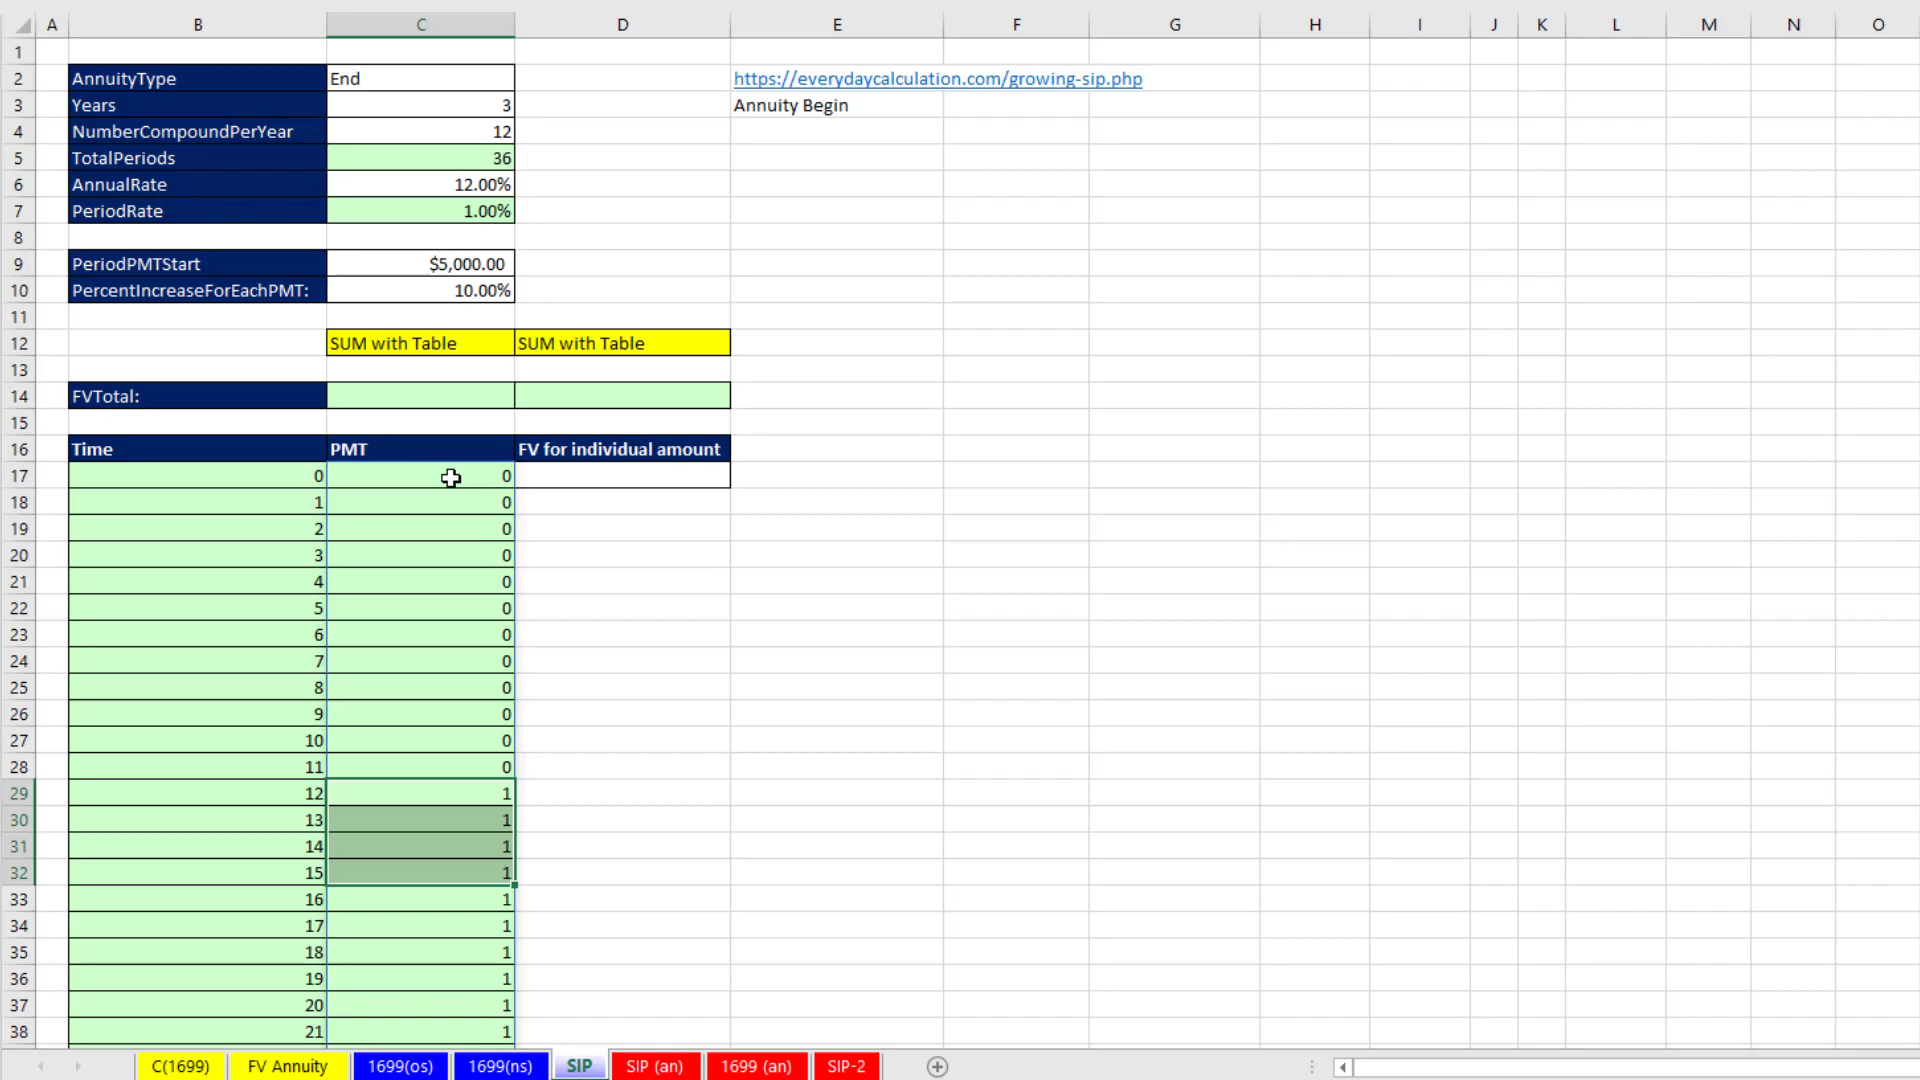 A B C D E F G H I J K L M N O
1
2 AnnuityType End https://everydaycalculation.com/growing-sip.php
3 Years 3 Annuity Begin
4 NumberCompoundPerYear 12
5 TotalPeriods 36
6 AnnualRate 12.00%
7 PeriodRate 1.00%
8
9 PeriodPMTStart $5,000.00
10 PercentIncreaseForEachPMT: 10.00%
11
12 SUM with Table SUM with Table
13
14 FVTotal:
15
16 Time PMT FV for individual amount
17 0 0
18 1 0
19 2 0
20 3 0
21 4 0
22 5 0
23 6 0
24 7 0
25 8 0
26 9 0
27 10 0
28 11 0
29 12 1
30 13 1
31 14 1
32 15 1
33 16 1
34 17 1
35 18 1
36 19 1
37 20 1
38 21 1
C(1699) FV Annuity 1699(os) 1699(ns) SIP SIP (an) 1699 (an) SIP-2